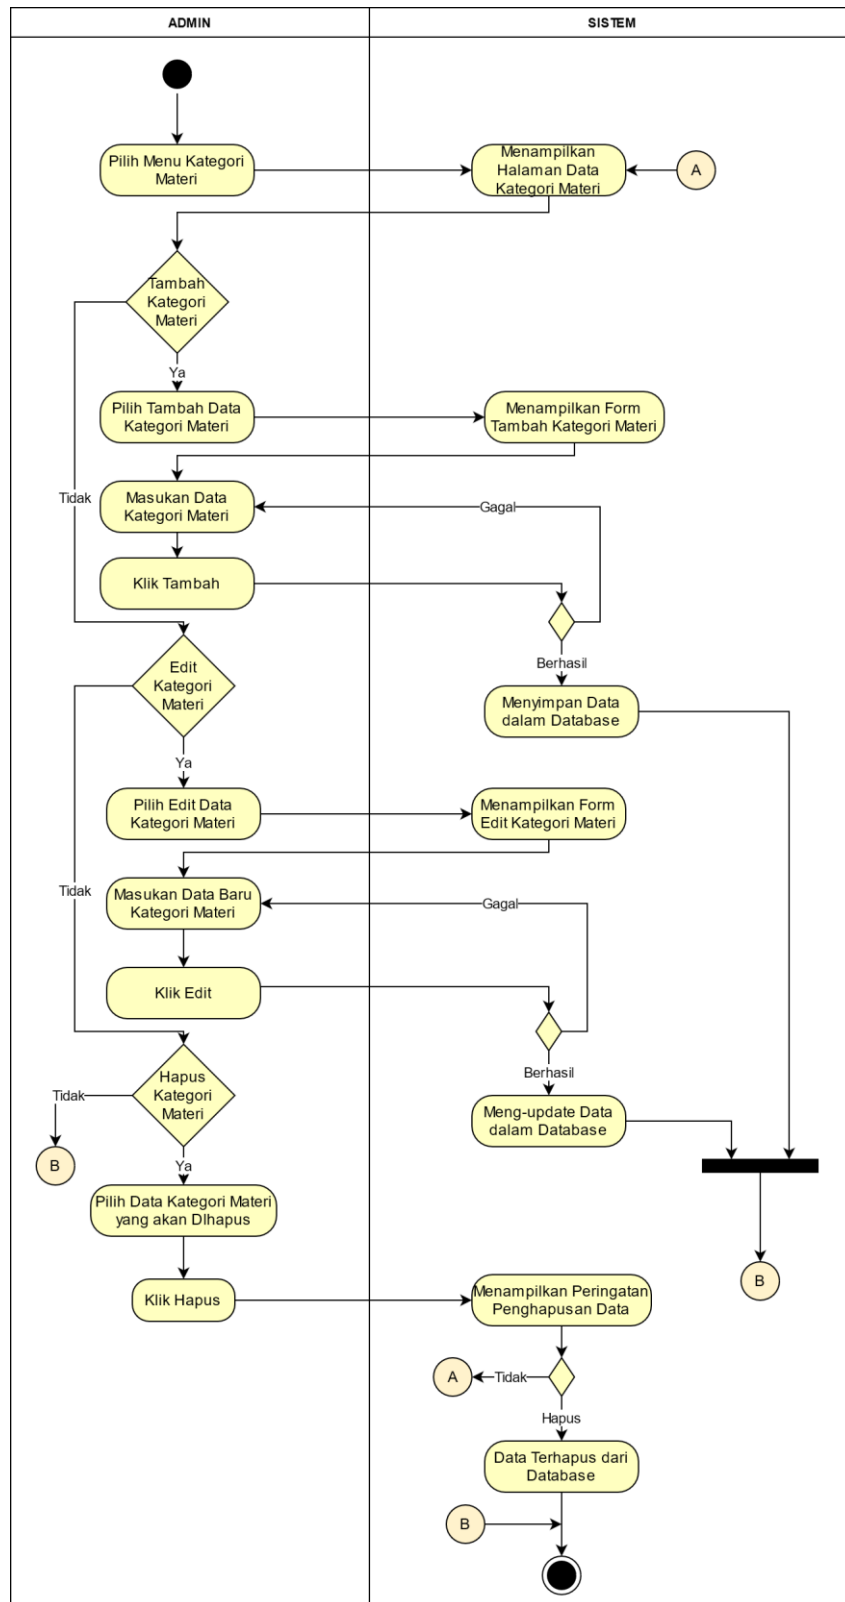 ADMIN
SISTEM
Pilih Menu Kategori
Materi
Menampilkan
Halaman Data
Kategori Materi
A
Tambah
Kategori
Materi
Ya
Pilih Tambah Data
Kategori Materi
Menampilkan Form
Tambah Kategori Materi
Tidak
Masukan Data
Kategori Materi
Gagal
Klik Tambah
Berhasil
Edit
Kategori
Materi
Menyimpan Data
dalam Database
Ya
Pilih Edit Data
Kategori Materi
Menampilkan Form
Edit Kategori Materi
Tidak
Masukan Data Baru
Kategori Materi
Gagal
Klik Edit
Berhasil
Hapus
Kategori
Materi
Tidak
Meng-update Data
dalam Database
B
Ya
Pilih Data Kategori Materi
yang akan DIhapus
B
Klik Hapus
Menampilkan Peringatan
Penghapusan Data
A
Tidak
Hapus
Data Terhapus dari
Database
B